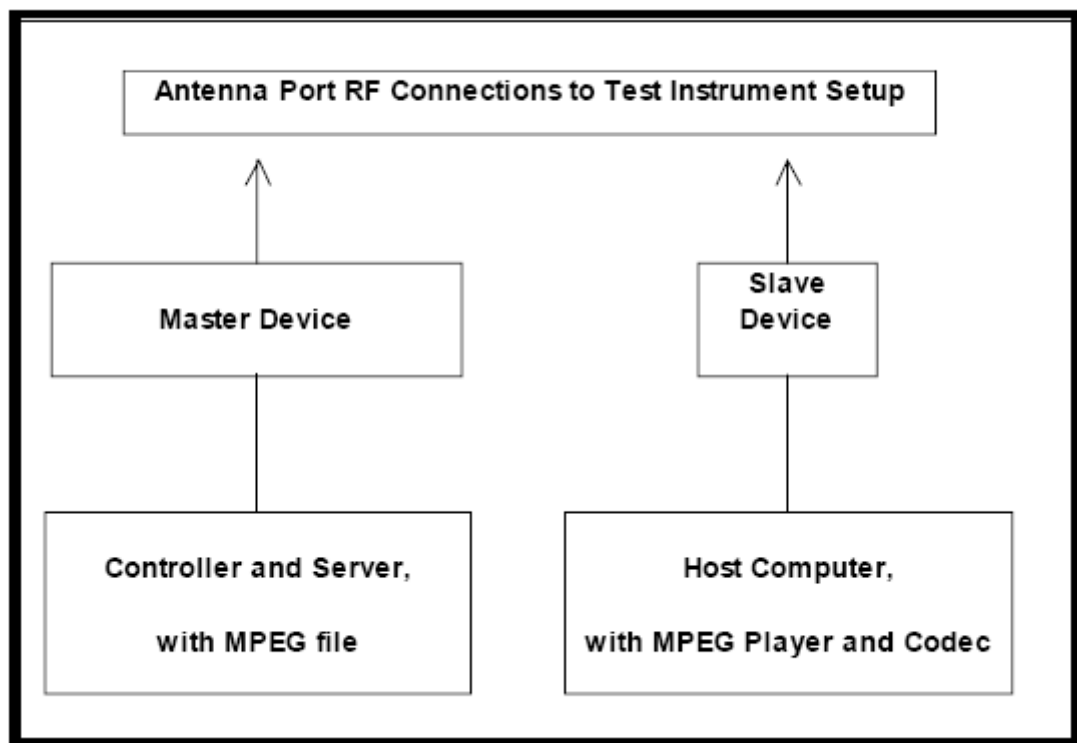 Antenna Port RF Connections to Test Instrument Setup
Master Device
Slave
Device
Controller and Server,
with MPEG file
Host Computer,
with MPEG Player and Codec